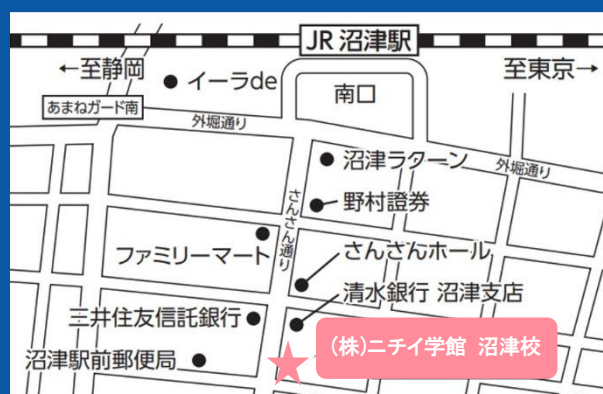 JR 沼津駅
←至静岡
至東京→
イーラde
南口
あまねガード南
外堀通り
沼津ラクーン
外堀通り
野村證券
さんさん通り
ファミリーマート
さんさんホール
清水銀行 沼津支店
三井住友信託銀行
(株)ニチイ学館 沼津校
沼津駅前郵便局